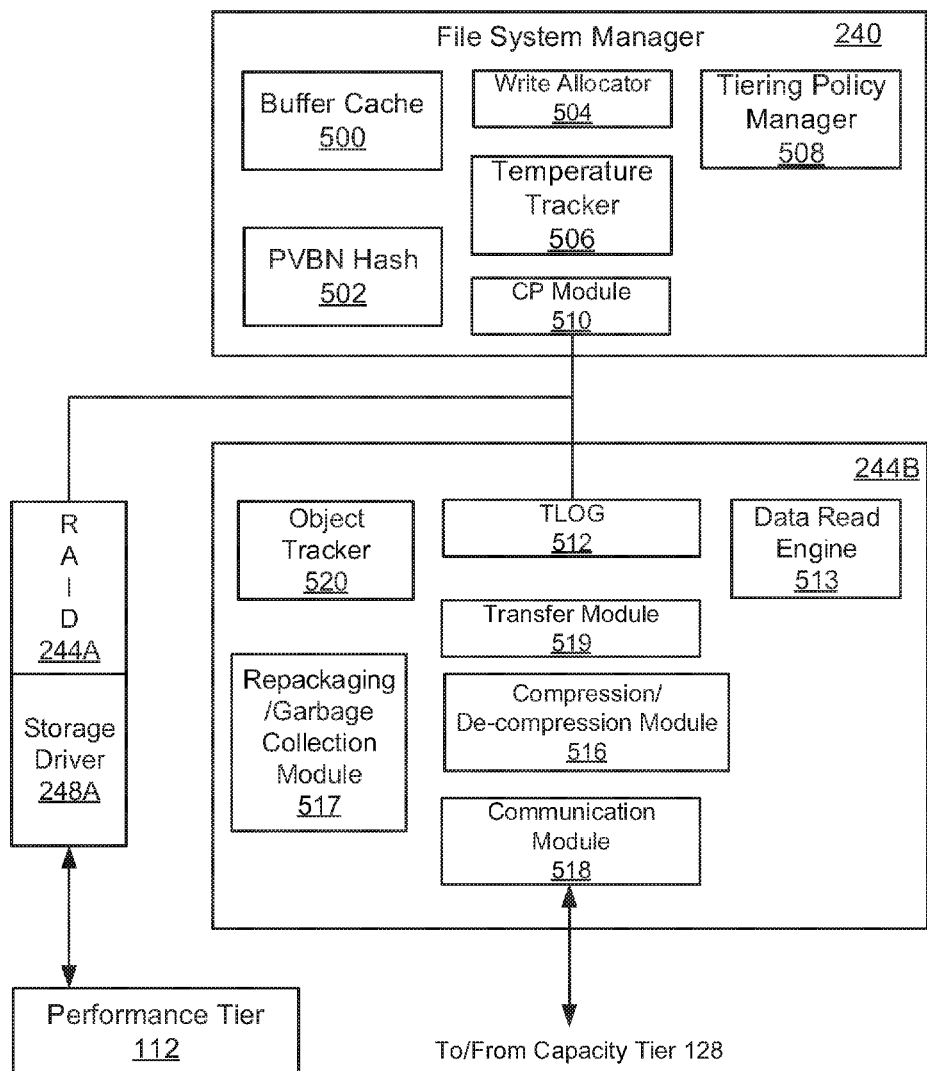 File System Manager 240
Buffer Cache
500
Write Allocator
504
Tiering Policy
Manager
508
Temperature
Tracker
506
PVBN Hash
502
CP Module
510
244B
R
A
I
D
244A
Storage
Driver
248A
Object
Tracker
520
TLOG
512
Data Read
Engine
513
Transfer Module
519
Repackaging
/Garbage
Collection
Module
517
Compression/
De-compression Module
516
Communication
Module
518
Performance Tier
112
To/From Capacity Tier 128